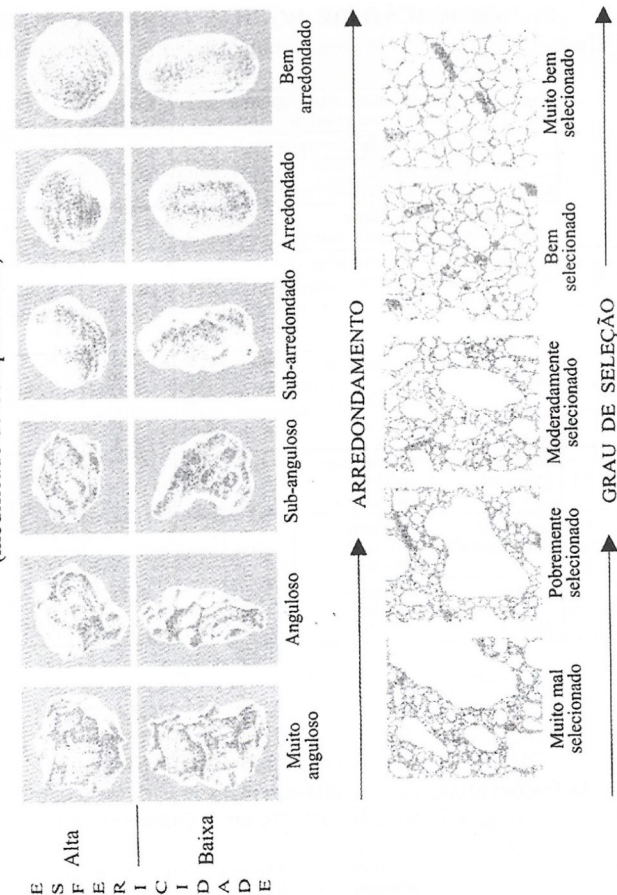 E
S
F
E
R
I
C
I
D
A
D
E
Alta
Baixa
Muito
anguloso
Anguloso
Sub-anguloso
Sub-arredondado
Arredondado
Bem
arredondado
ARREDONDAMENTO
Muito mal
selecionado
Pobremente
selecionado
Moderadamente
selecionado
Bem
selecionado
Muito bem
selecionado
GRAU DE SELEÇÃO